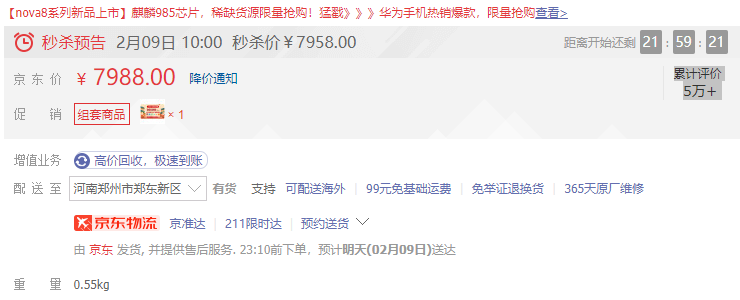 【nova8系列新品上市】麒麟985芯片，稀缺货源限量抢购！猛戳》》》华为手机热销爆款，限量抢购查看>
秒杀预告 2月09日 10:00 秒杀价￥7958.00 距离开始还剩 21 : 59 : 21
京东价 ￥ 7988.00 降价通知 累计评价
5万+
促销 组套商品 × 1
增值业务 高价回收，极速到账
配送至 河南郑州市郑东新区 有货 支持 可配送海外 99元免基础运费 免举证退换货 365天原厂维修
京东物流 京准达 211限时达 预约送货
由 京东 发货, 并提供售后服务. 23:10前下单，预计明天(02月09日)送达
重量 0.55kg